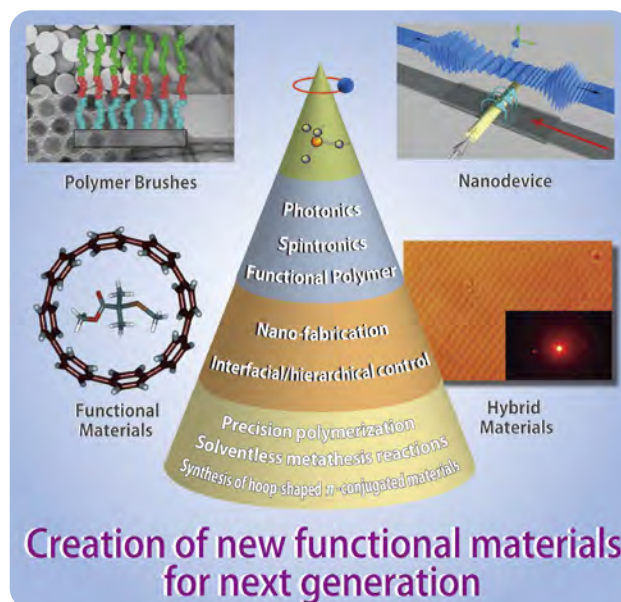 Polymer Brushes
Nanodevice
Photonics
Spintronics
Functional Polymer
Nano-fabrication
Interfacial/hierarchical control
Functional
Materials
Hybrid
Materials
Precision polymerization
Solventless metathesis reactions
Synthesis of hoop-shaped π-conjugated materials
Creation of new functional materials
for next generation